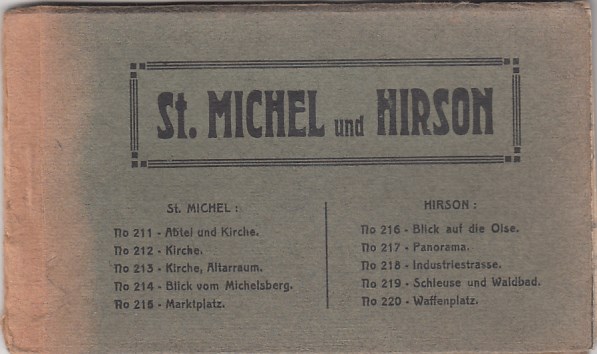 St. MICHEL und HIRSON
St. MICHEL :
No 211 - Abtei und Kirche.
No 212 - Kirche.
No 213 - Kirche, Altarraum.
No 214 - Blick vom Michelsberg.
No 215 - Marktplatz.
HIRSON :
No 216 - Blick auf die Oise.
No 217 - Panorama.
No 218 - Industriestrasse.
No 219 - Schleuse und Waldbad.
No 220 - Waffenplatz.